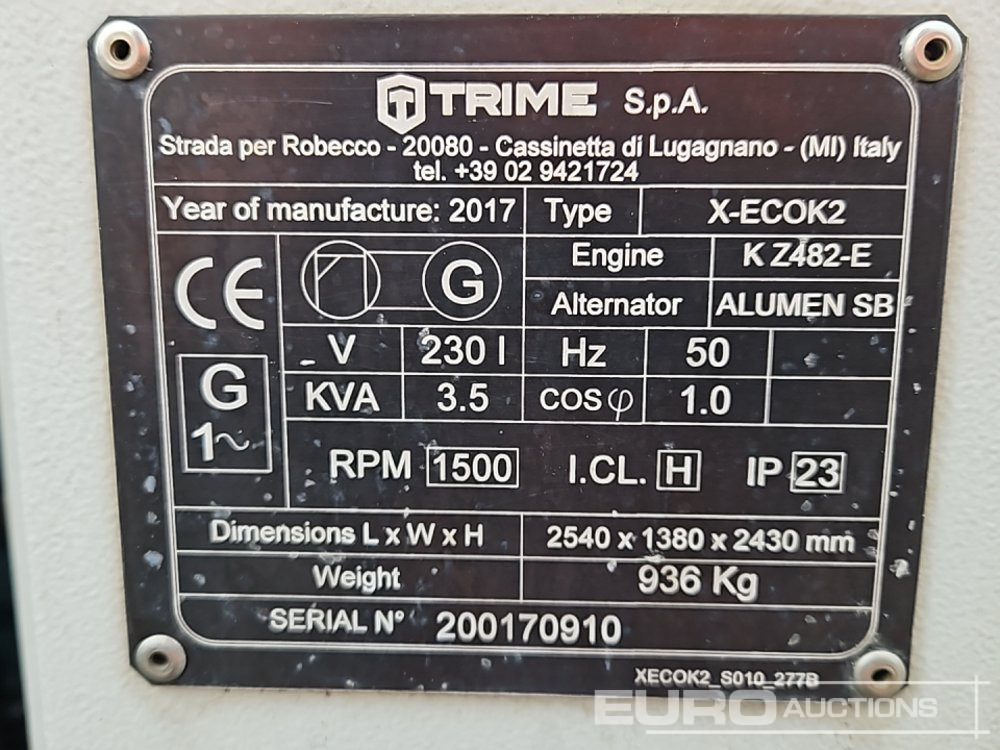 TRIME S.p.A.
Strada per Robecco - 20080 - Cassinetta di Lugagnano - (MI) Italy
tel. +39 02 9421724
Year of manufacture: 2017 Type X-ECOK2
CE G Engine K Z482-E
Alternator ALUMEN SB
V 230 I Hz 50
G KVA 3.5 COS φ 1.0
1~ RPM 1500 I.CL. H IP 23
Dimensions L x W x H 2540 x 1380 x 2430 mm
Weight 936 Kg
SERIAL N° 200170910
XECOK2_S010_277B
EURO AUCTIONS